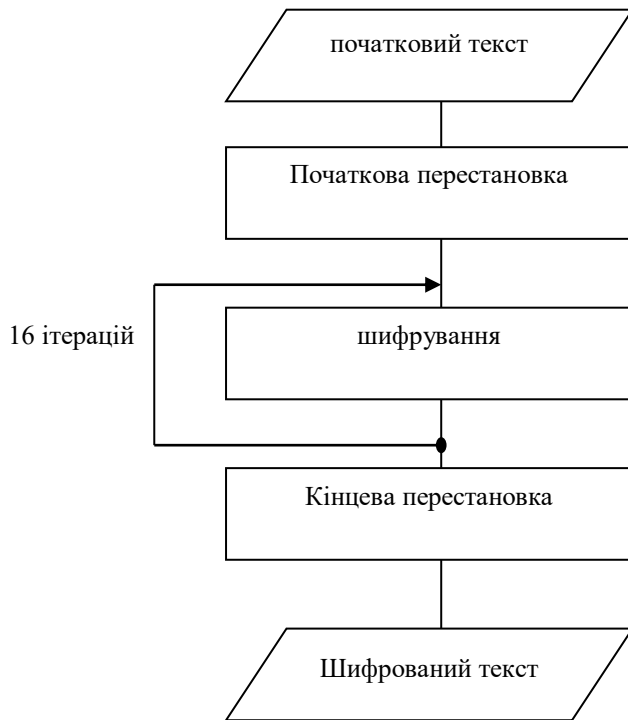 початковий текст
Початкова перестановка
16 ітерацій
шифрування
Кінцева перестановка
Шифрований текст